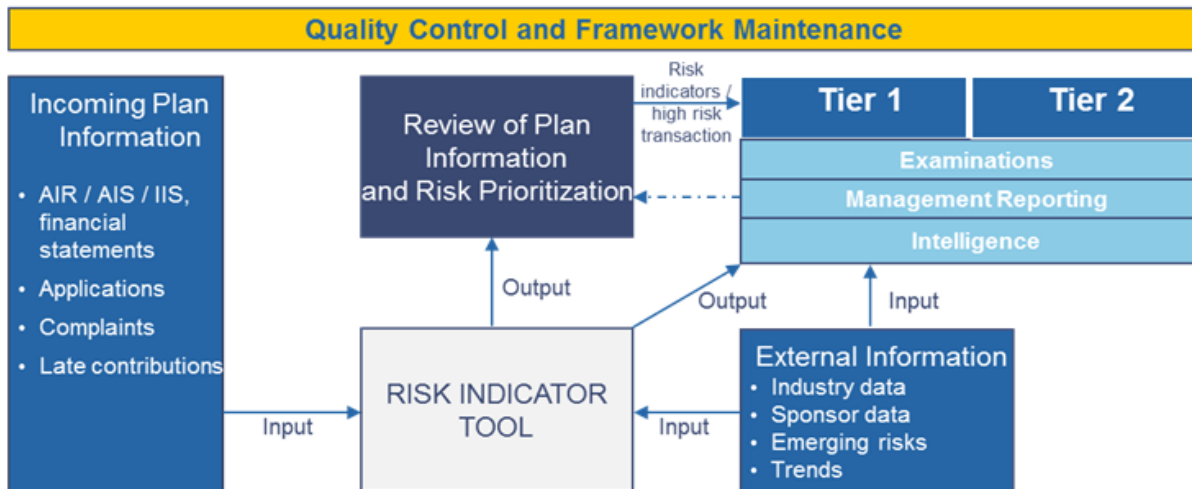 Quality Control and Framework Maintenance
Incoming Plan
Information
• AIR / AIS / IIS,
financial
statements
• Applications
• Complaints
• Late contributions
Input
Review of Plan
Information
and Risk Prioritization
Risk
indicators /
high risk
transaction
Output
RISK INDICATOR
TOOL
Tier 1
Tier 2
Examinations
Management Reporting
Intelligence
Output
Input
Input
External Information
• Industry data
• Sponsor data
• Emerging risks
• Trends